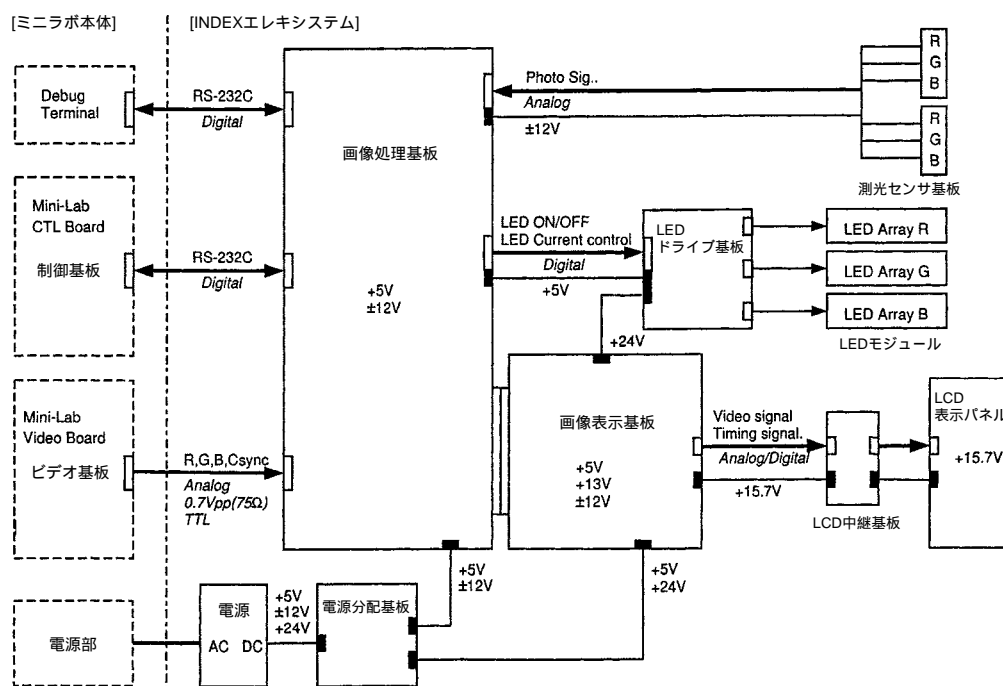 [ミニラボ本体]
[INDEXエレキシステム]
Debug
Terminal
RS-232C
Digital
Mini-Lab
CTL Board
制御基板
RS-232C
Digital
Mini-Lab
Video Board
ビデオ基板
R,G,B,Csync
Analog
0.7Vpp(75Ω)
TTL
電源部
画像処理基板
+5V
±12V
Photo Sig..
Analog
±12V
R
G
B
R
G
B
測光センサ基板
LED ON/OFF
LED Current control
Digital
+5V
LED
ドライブ基板
LED Array R
LED Array G
LED Array B
LEDモジュール
+24V
画像表示基板
+5V
+13V
±12V
Video signal
Timing signal.
Analog/Digital
+15.7V
LCD中継基板
LCD
表示パネル
+15.7V
+5V
±12V
+5V
+24V
電源
AC DC
+5V
±12V
+24V
電源分配基板